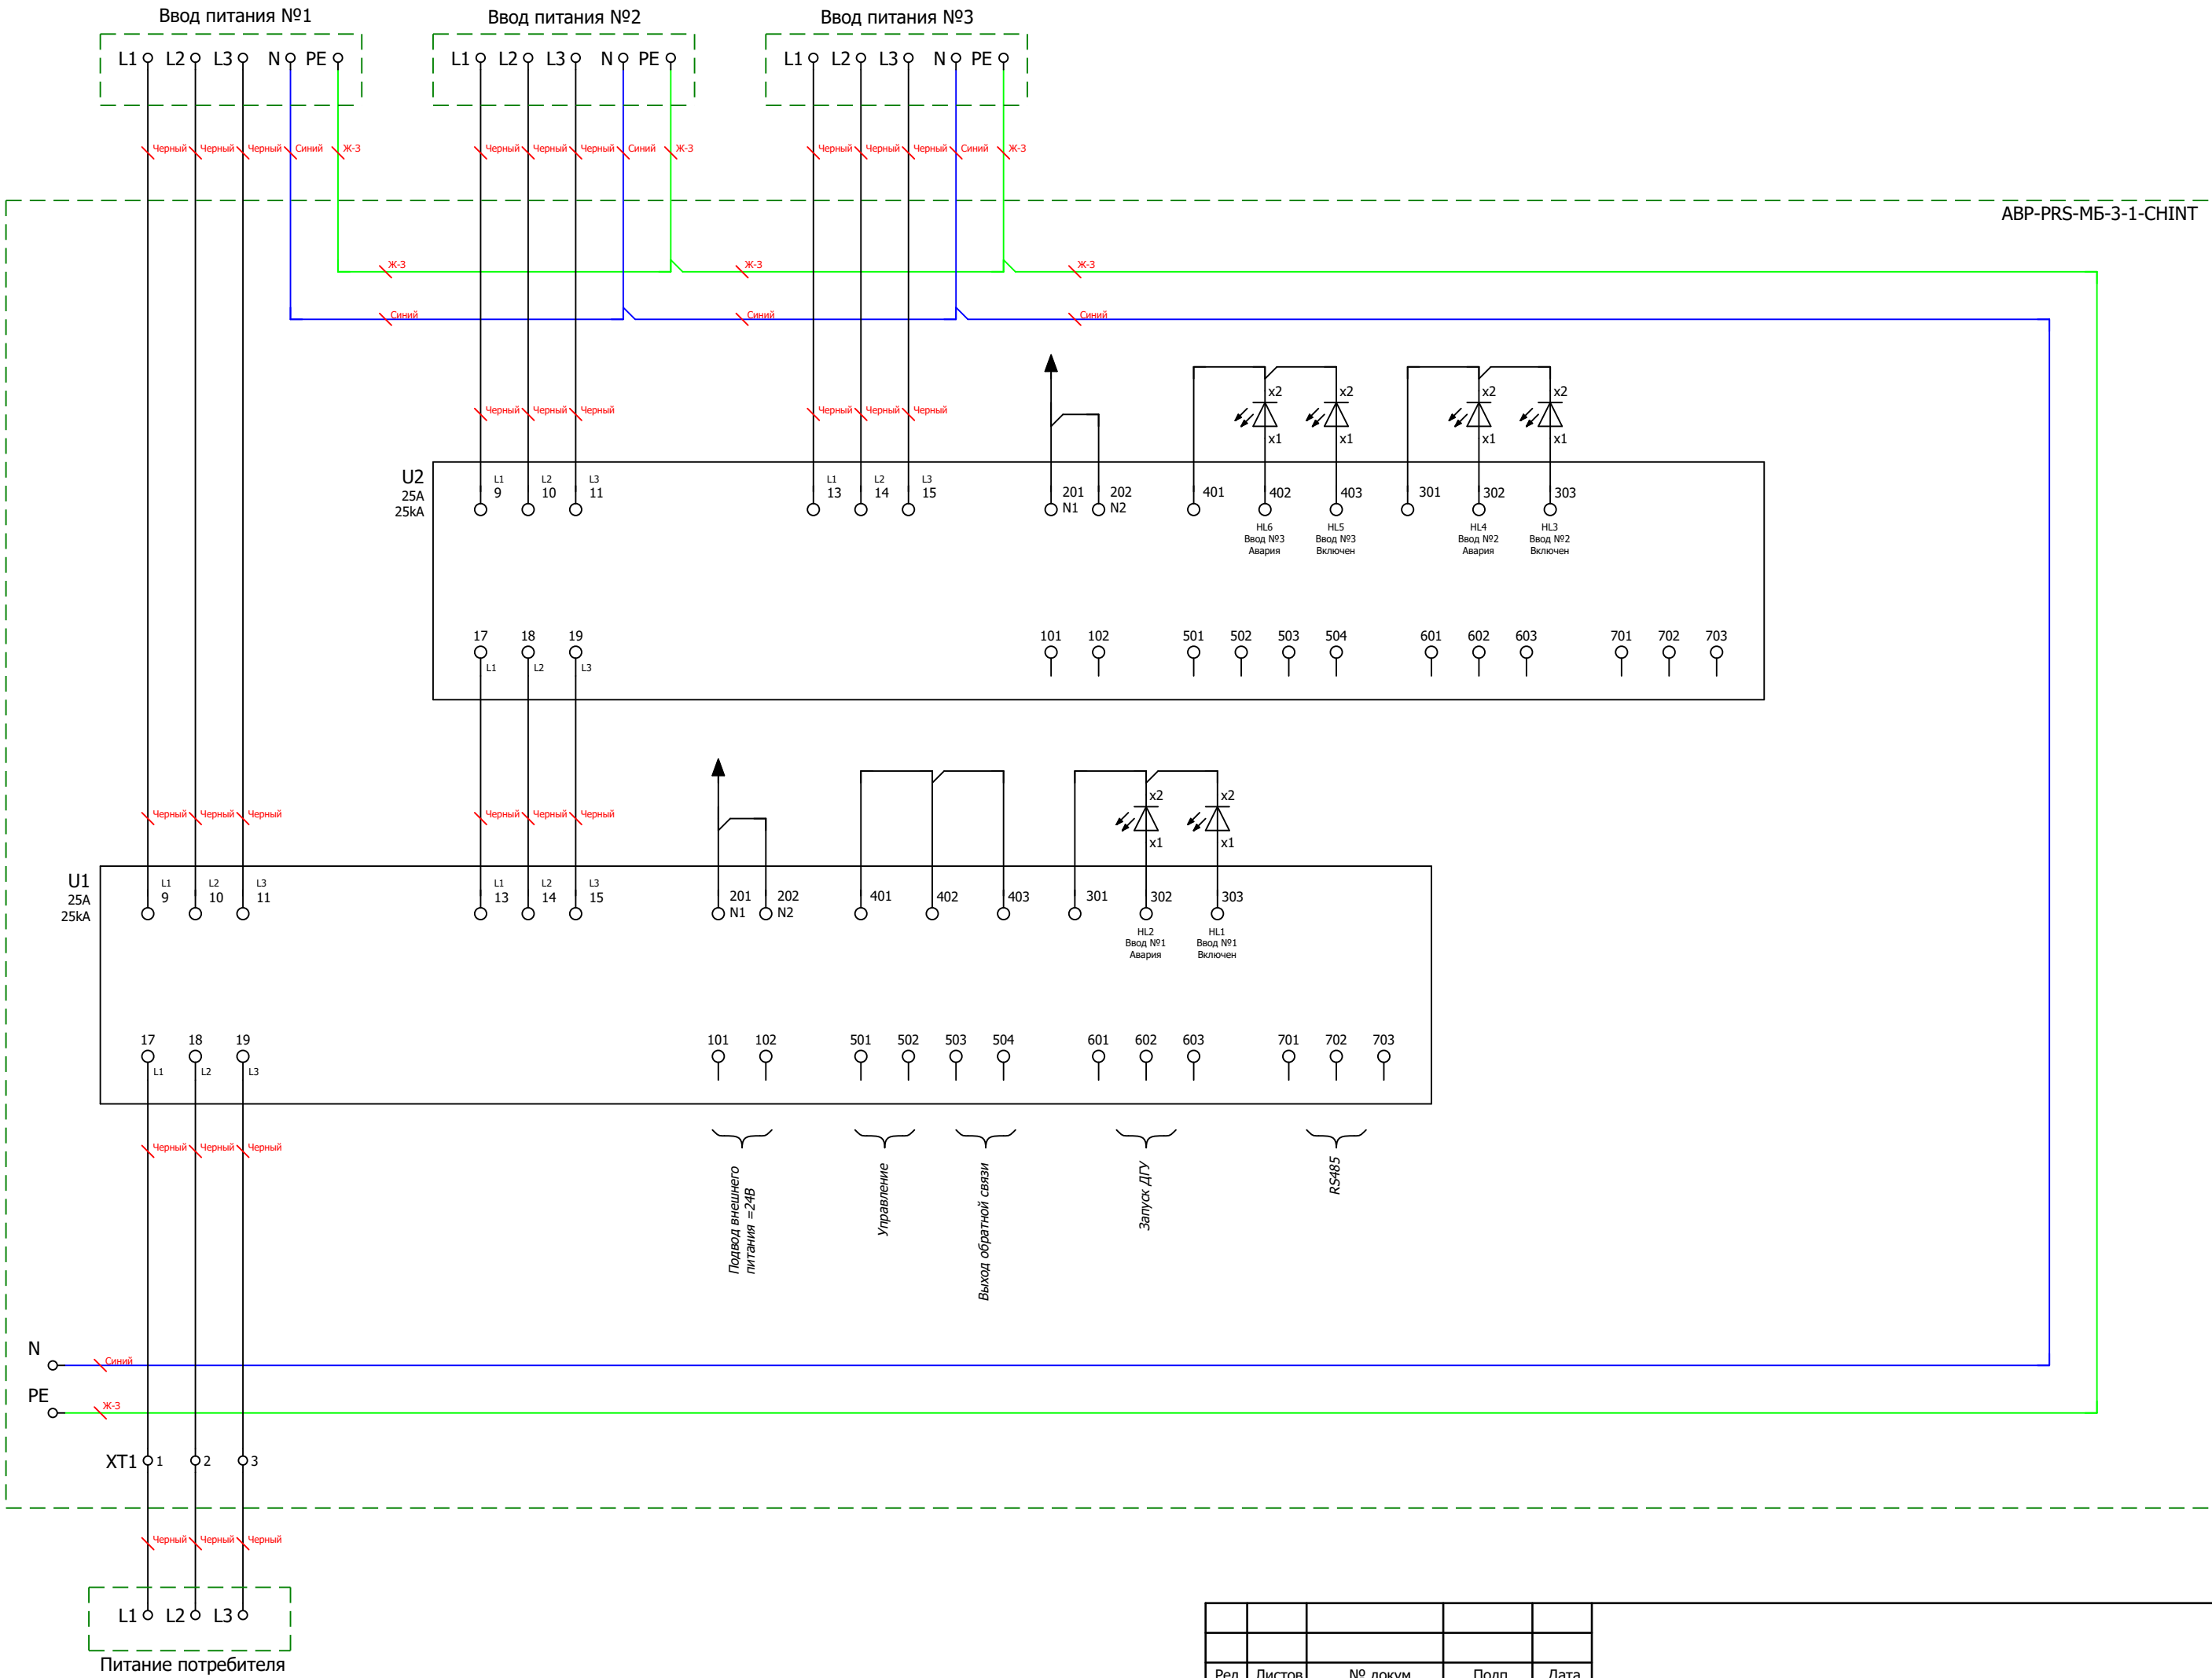 Ввод питания №1
Ввод питания №2
Ввод питания №3
L1 L2 L3 N PE
L1 L2 L3 N PE
L1 L2 L3 N PE
Черный Черный Черный Синий Ж-З
Черный Черный Черный Синий Ж-З
Черный Черный Черный Синий Ж-З
АВР-PRS-МБ-3-1-CHINT
Ж-З Ж-З Ж-З
Синий Синий Синий
x2 x2 x2 x2
Черный Черный Черный
Черный Черный Черный
x1 x1 x1 x1
U2
25A
25kA
L1 L2 L3
9 10 11
L1 L2 L3
13 14 15
201 202
N1 N2
401 402 403
301 302 303
HL6
Ввод №3
Авария
HL5
Ввод №3
Включен
HL4
Ввод №2
Авария
HL3
Ввод №2
Включен
17 18 19
L1 L2 L3
101 102 501 502 503 504 601 602 603 701 702 703
x2 x2
Черный Черный Черный
Черный Черный Черный
x1 x1
U1
25A
25kA
L1 L2 L3
9 10 11
L1 L2 L3
13 14 15
201 202
N1 N2
401 402 403
301 302 303
HL2
Ввод №1
Авария
HL1
Ввод №1
Включен
17 18 19
L1 L2 L3
101 102 501 502 503 504 601 602 603 701 702 703
Черный Черный Черный
Подвод внешнего
питания =24В
Управление
Выход обратной связи
Запуск ДГУ
RS485
N
Синий
PE
Ж-З
XT1 1 2 3
Черный Черный Черный
L1 L2 L3
Питание потребителя
Ред Листов № докум. Подп. Дата